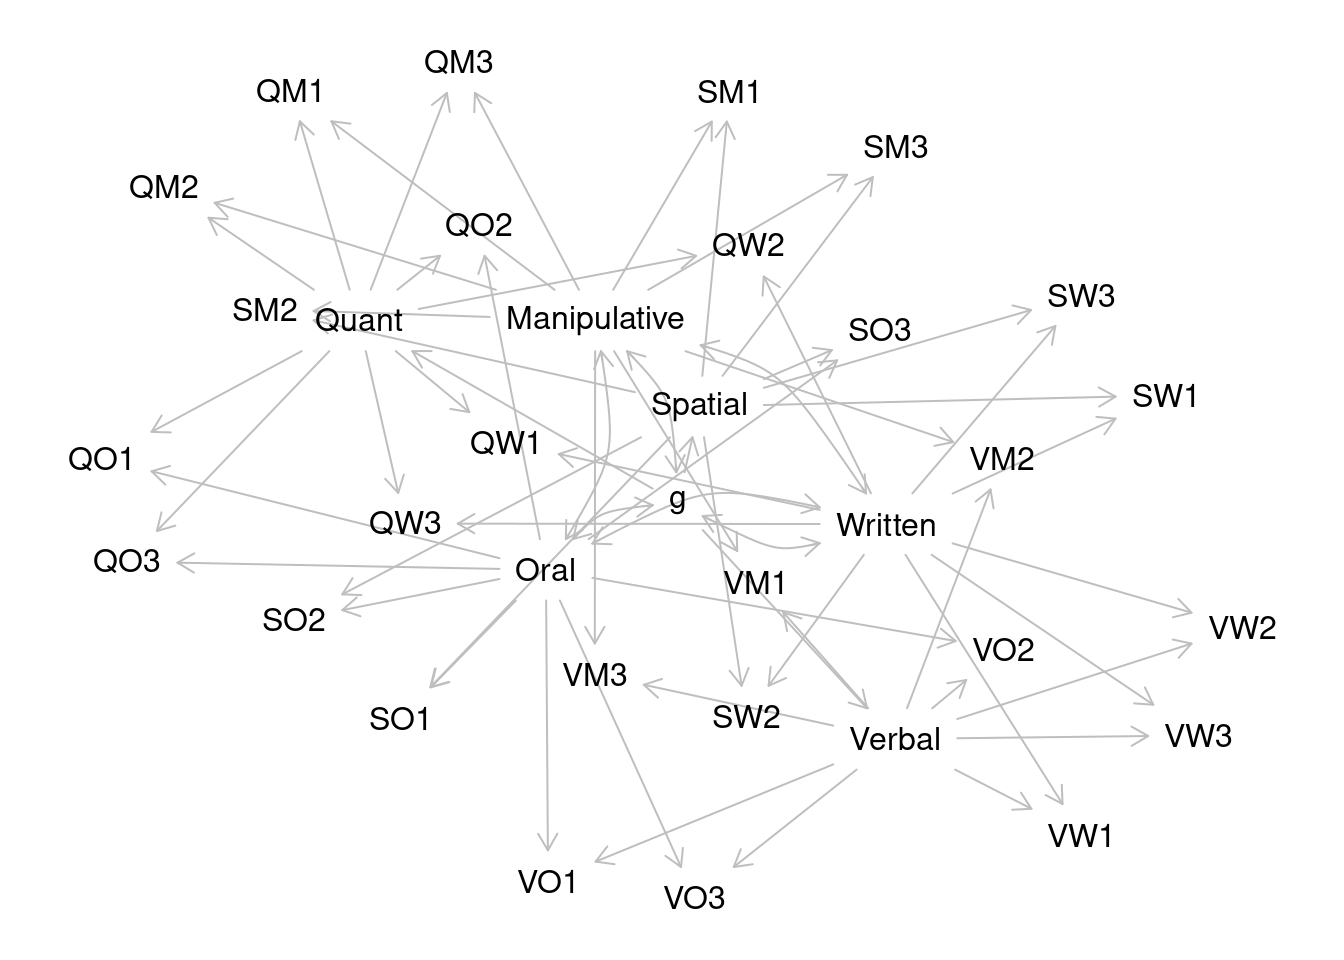 QM3
QM1
SM1
SM3
QM2
QO2
QW2
SW3
SM2
Quant
Manipulative
SO3
Spatial
SW1
QW1
QO1
VM2
g
QW3
Written
QO3
Oral
VM1
SO2
VW2
VO2
VM3
SO1
SW2
Verbal
VW3
VW1
VO1
VO3